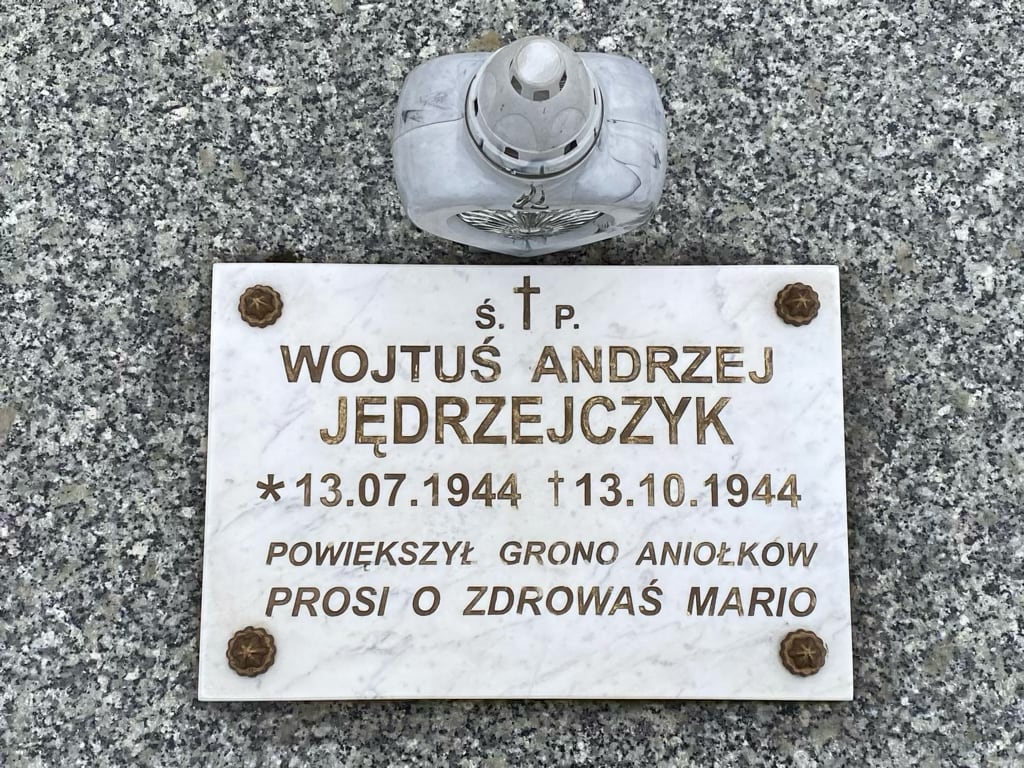 Ś. † P.
WOJTUŚ ANDRZEJ
JĘDRZEJCZYK
*13.07.1944 †13.10.1944
POWIĘKSZYŁ GRONO ANIOŁKÓW
PROSI O ZDROWAŚ MARIO